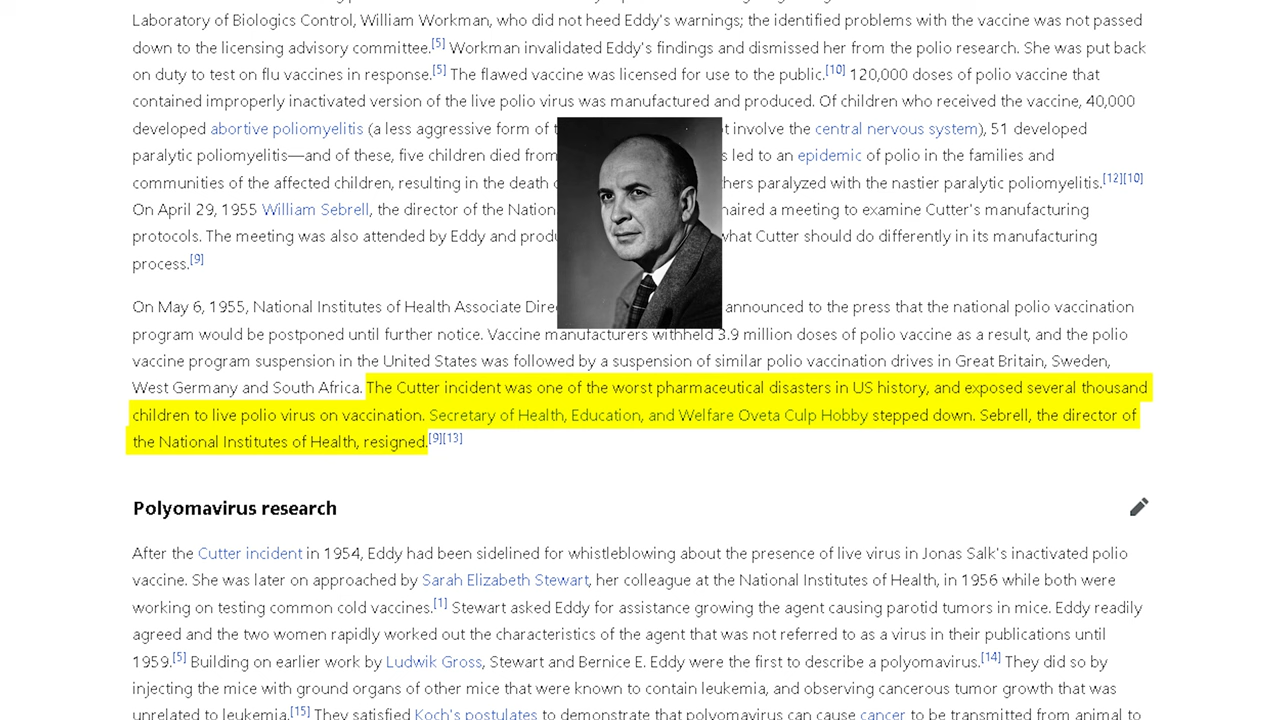 Laboratory of Biologics Control, William Workman, who did not heed Eddy's warnings; the identified problems with the vaccine was not passed
down to the licensing advisory committee.[5] Workman invalidated Eddy's findings and dismissed her from the polio research. She was put back
on duty to test on flu vaccines in response.[5] The flawed vaccine was licensed for use to the public.[10] 120,000 doses of polio vaccine that
contained improperly inactivated version of the live polio virus was manufactured and produced. Of children who received the vaccine, 40,000
developed abortive poliomyelitis (a less aggressive form of t involve the central nervous system), 51 developed
paralytic poliomyelitis—and of these, five children died from s led to an epidemic of polio in the families and
communities of the affected children, resulting in the death hers paralyzed with the nastier paralytic poliomyelitis.[12][10]
On April 29, 1955 William Sebrell, the director of the Nation haired a meeting to examine Cutter's manufacturing
protocols. The meeting was also attended by Eddy and produ what Cutter should do differently in its manufacturing
process.[9]
On May 6, 1955, National Institutes of Health Associate Dire announced to the press that the national polio vaccination
program would be postponed until further notice. Vaccine manufacturers withheld 3.9 million doses of polio vaccine as a result, and the polio
vaccine program suspension in the United States was followed by a suspension of similar polio vaccination drives in Great Britain, Sweden,
West Germany and South Africa. The Cutter incident was one of the worst pharmaceutical disasters in US history, and exposed several thousand
children to live polio virus on vaccination. Secretary of Health, Education, and Welfare Oveta Culp Hobby stepped down. Sebrell, the director of
the National Institutes of Health, resigned.[9][13]
Polyomavirus research
After the Cutter incident in 1954, Eddy had been sidelined for whistleblowing about the presence of live virus in Jonas Salk's inactivated polio
vaccine. She was later on approached by Sarah Elizabeth Stewart, her colleague at the National Institutes of Health, in 1956 while both were
working on testing common cold vaccines.[1] Stewart asked Eddy for assistance growing the agent causing parotid tumors in mice. Eddy readily
agreed and the two women rapidly worked out the characteristics of the agent that was not referred to as a virus in their publications until
1959.[5] Building on earlier work by Ludwik Gross, Stewart and Bernice E. Eddy were the first to describe a polyomavirus.[14] They did so by
injecting the mice with ground organs of other mice that were known to contain leukemia, and observing cancerous tumor growth that was
unrelated to leukemia.[15] They satisfied Koch's postulates to demonstrate that polyomavirus can cause cancer to be transmitted from animal to